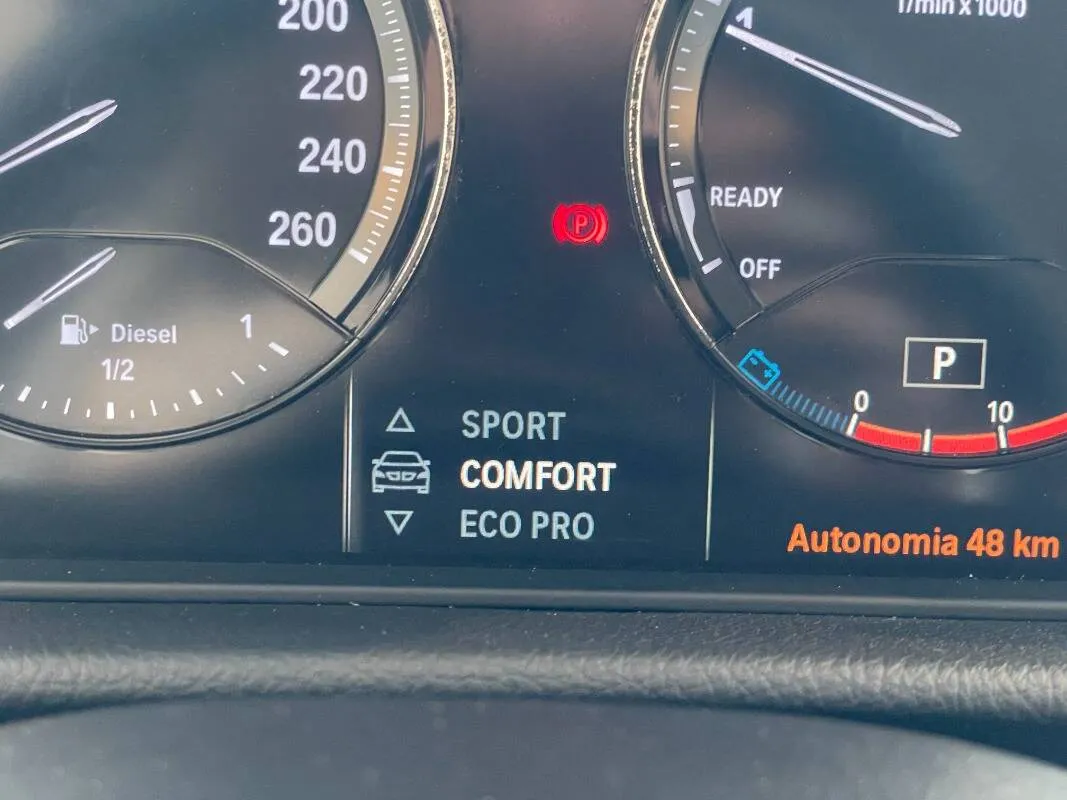 200
220
240
260
Diesel
1
1/2
1
1/min x 1000
READY
OFF
P
P
0
10
SPORT
COMFORT
ECO PRO
Autonomia 48 km